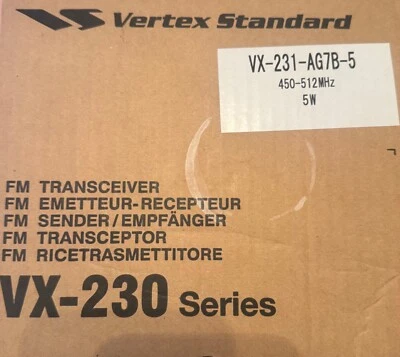 Vertex Standard
VX-231-AG7B-5
450-512MHz
5W
FM TRANSCEIVER
FM EMETTEUR-RECEPTEUR
FM SENDER/EMPFÄNGER
FM TRANSCEPTOR
FM RICETRASMETTITORE
VX-230 Series